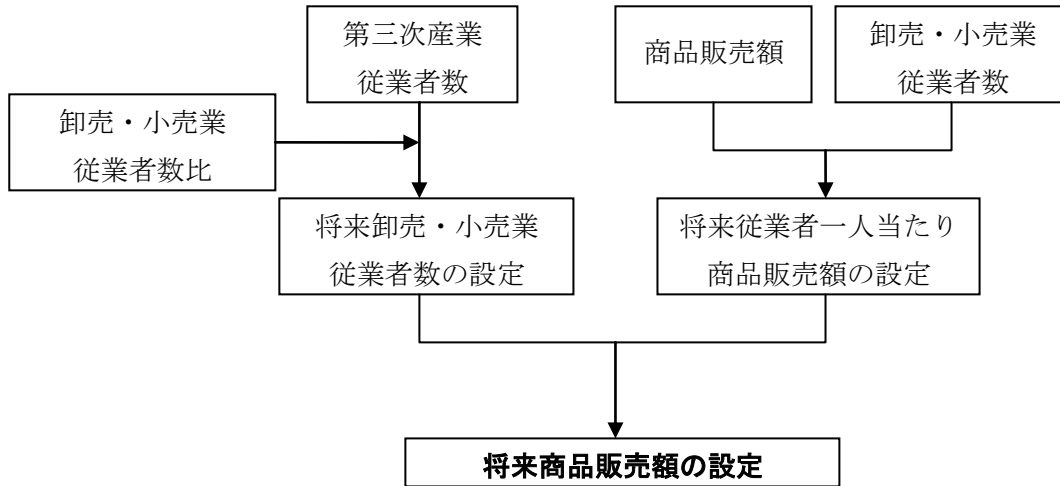 第三次産業
従業者数
商品販売額
卸売・小売業
従業者数
卸売・小売業
従業者数比
将来卸売・小売業
従業者数の設定
将来従業者一人当たり
商品販売額の設定
将来商品販売額の設定